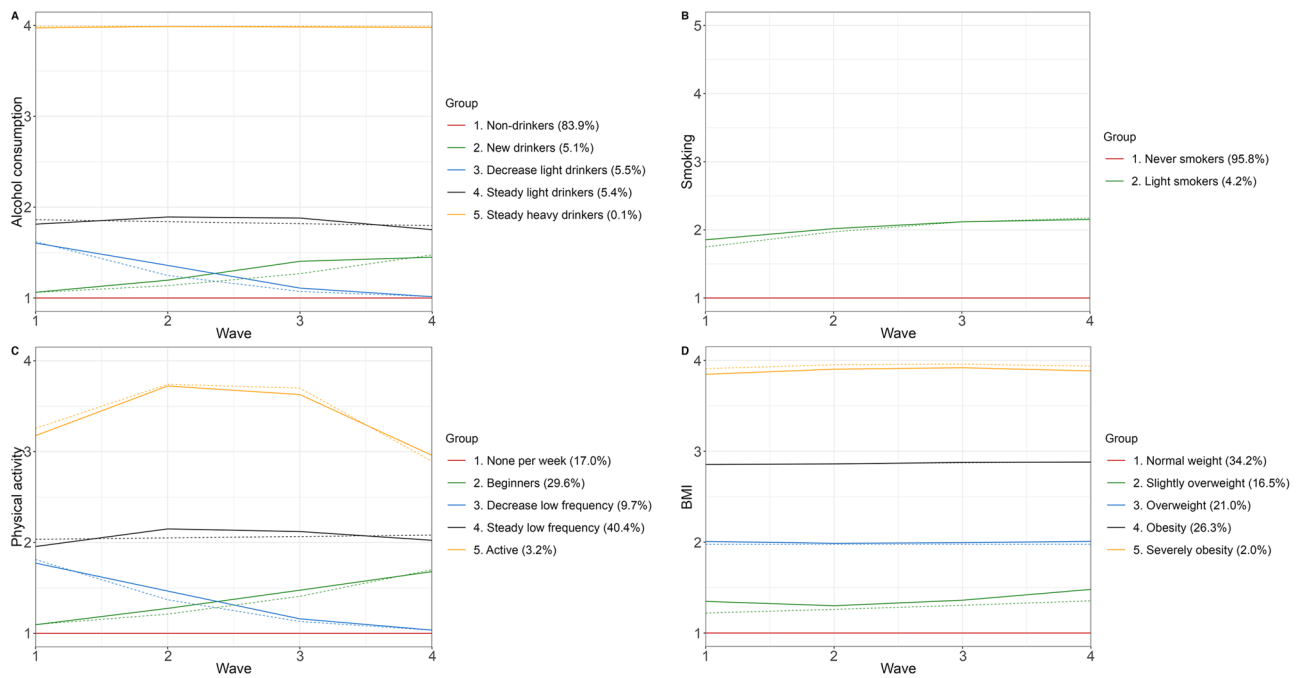 A
Alcohol consumption
4
3
2
1
1 2 3 4
Wave
Group
1. Non-drinkers (83.9%)
2. New drinkers (5.1%)
3. Decrease light drinkers (5.5%)
4. Steady light drinkers (5.4%)
5. Steady heavy drinkers (0.1%)
B
Smoking
5
4
3
2
1
1 2 3 4
Wave
Group
1. Never smokers (95.8%)
2. Light smokers (4.2%)
C
Physical activity
4
3
2
1
1 2 3 4
Wave
Group
1. None per week (17.0%)
2. Beginners (29.6%)
3. Decrease low frequency (9.7%)
4. Steady low frequency (40.4%)
5. Active (3.2%)
D
BMI
4
3
2
1
1 2 3 4
Wave
Group
1. Normal weight (34.2%)
2. Slightly overweight (16.5%)
3. Overweight (21.0%)
4. Obesity (26.3%)
5. Severely obesity (2.0%)